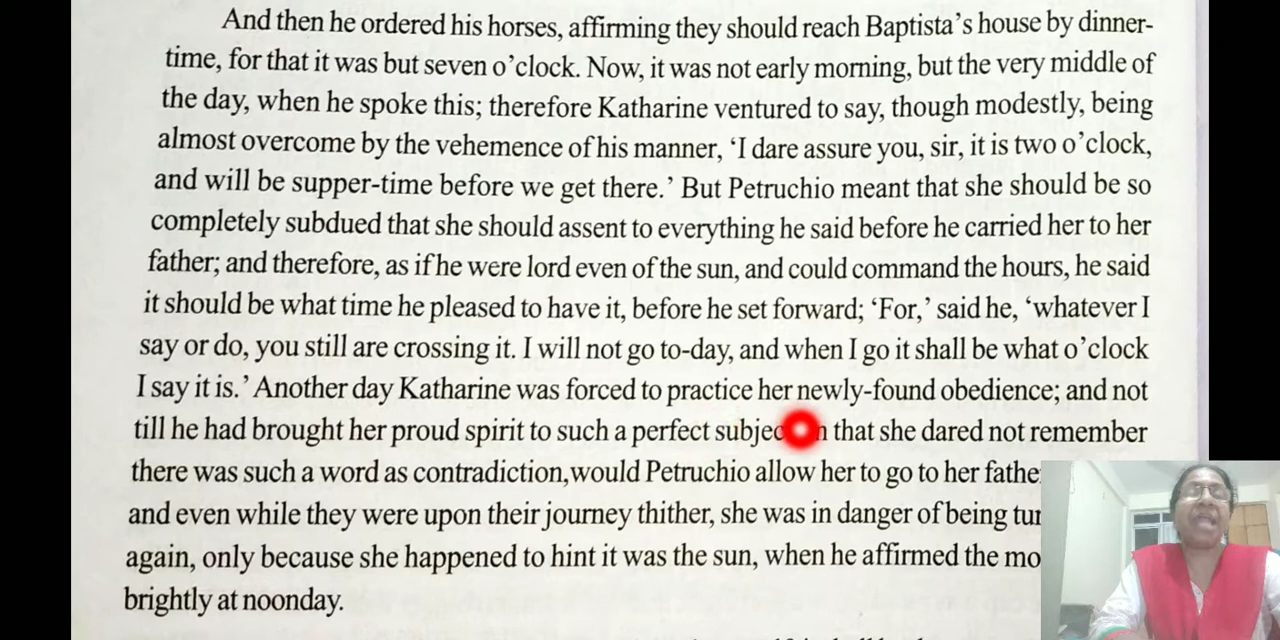 And then he ordered his horses, affirming they should reach Baptista's house by dinner-
time, for that it was but seven o'clock. Now, it was not early morning, but the very middle of
the day, when he spoke this; therefore Katharine ventured to say, though modestly, being
almost overcome by the vehemence of his manner, 'I dare assure you, sir, it is two o'clock,
and will be supper-time before we get there.' But Petruchio meant that she should be so
completely subdued that she should assent to everything he said before he carried her to her
father; and therefore, as if he were lord even of the sun, and could command the hours, he said
it should be what time he pleased to have it, before he set forward; 'For,' said he, 'whatever I
say or do, you still are crossing it. I will not go to-day, and when I go it shall be what o'clock
I say it is.' Another day Katharine was forced to practice her newly-found obedience; and not
till he had brought her proud spirit to such a perfect that she dared not remember
there was such a word as contradiction,would Petruchio allow her to go to her
and even while they were upon their journey thither, she was in danger of being
again, only because she happened to hint it was the sun, when he affirmed the
brightly at noonday.